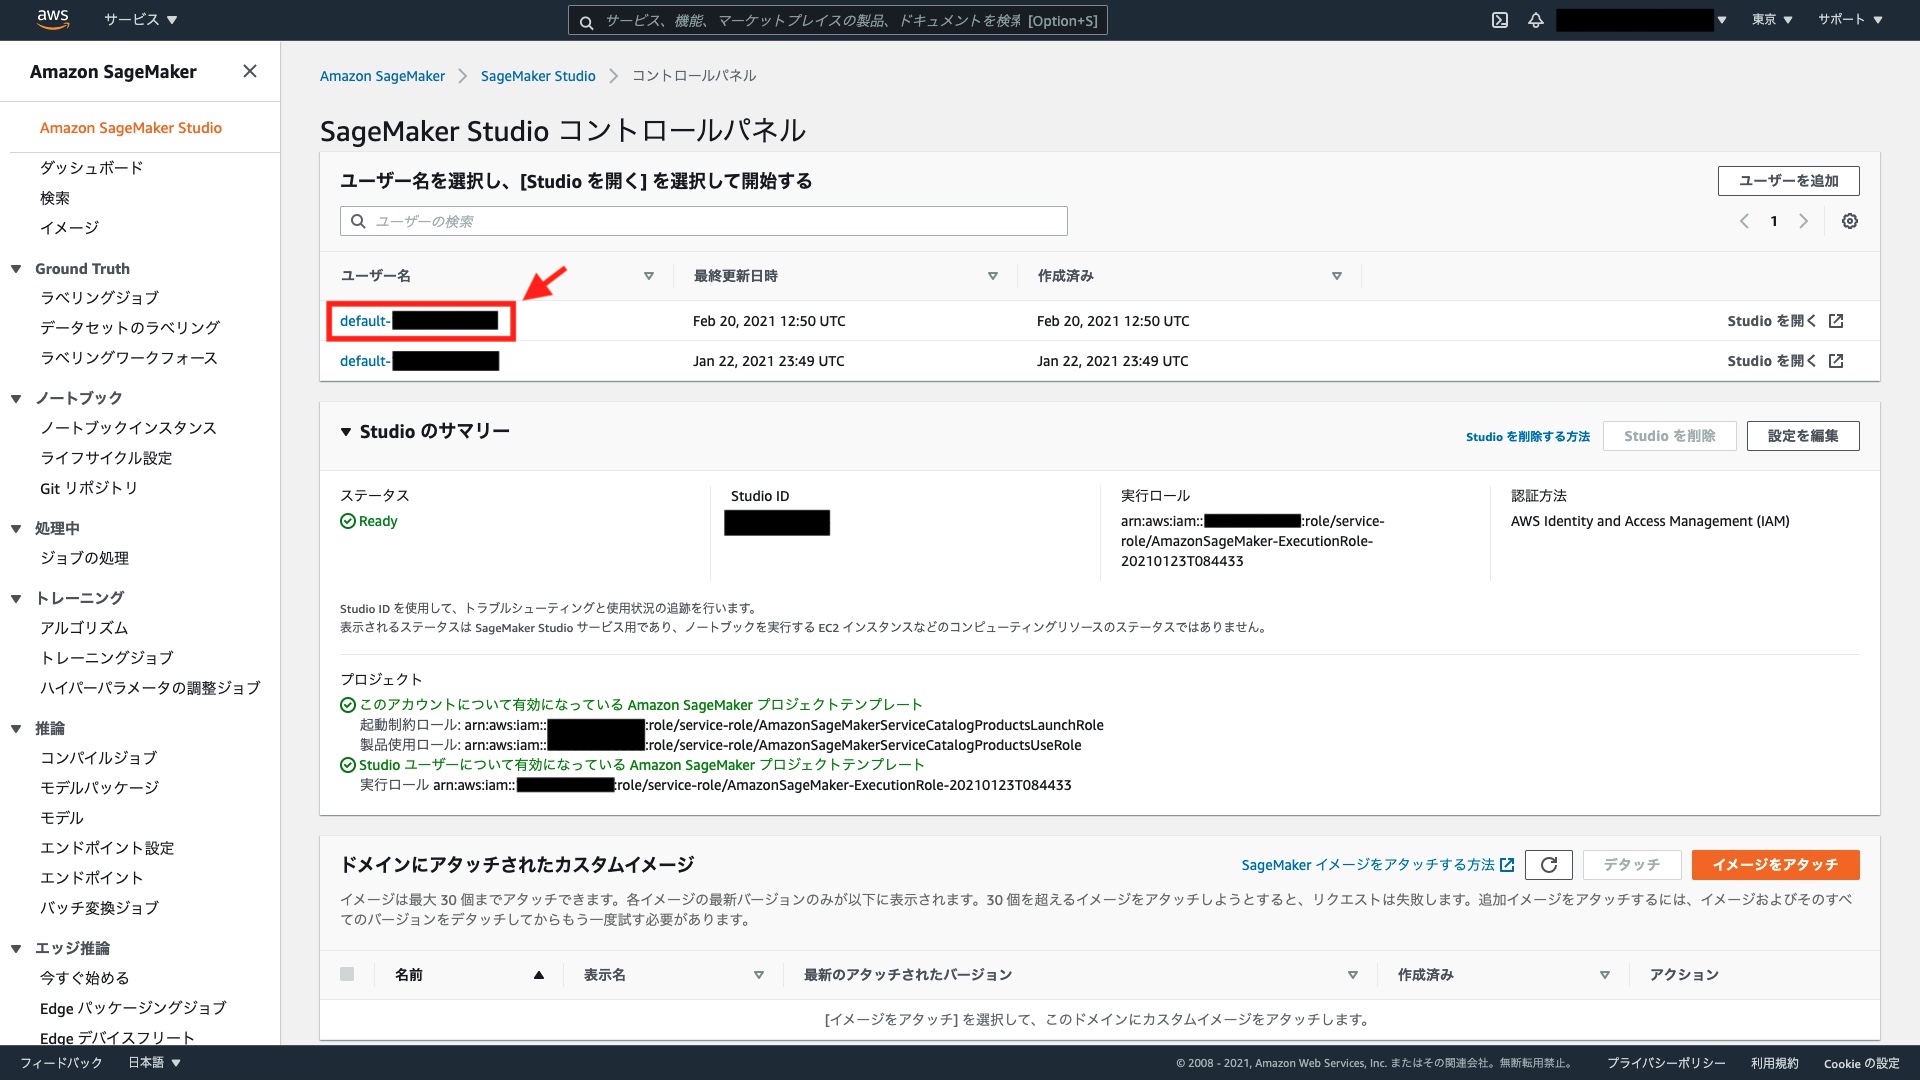 aws サービス ▼ サービス、機能、マーケットプレイスの製品、ドキュメントを検索 [Option+S] 東京 ▼ サポート ▼
Amazon SageMaker
Amazon SageMaker Studio
ダッシュボード
検索
イメージ
Ground Truth
ラベリングジョブ
データセットのラベリング
ラベリングワークフォース
ノートブック
ノートブックインスタンス
ライフサイクル設定
Git リポジトリ
処理中
ジョブの処理
トレーニング
アルゴリズム
トレーニングジョブ
ハイパーパラメータの調整ジョブ
推論
コンパイルジョブ
モデルパッケージ
モデル
エンドポイント設定
エンドポイント
バッチ変換ジョブ
エッジ推論
今すぐ始める
Edge パッケージングジョブ
Edge デバイスフリート
Amazon SageMaker > SageMaker Studio > コントロールパネル
SageMaker Studio コントロールパネル
ユーザー名を選択し、[Studio を開く] を選択して開始する
ユーザーを追加
ユーザーの検索
1
ユーザー名 最終更新日時 作成済み
default- Feb 20, 2021 12:50 UTC Feb 20, 2021 12:50 UTC Studio を開く
default- Jan 22, 2021 23:49 UTC Jan 22, 2021 23:49 UTC Studio を開く
Studio のサマリー
Studio を削除する方法 Studio を削除 設定を編集
ステータス
Ready
Studio ID
実行ロール
arn:aws:iam:: :role/service-
role/AmazonSageMaker-ExecutionRole-
20210123T084433
認証方法
AWS Identity and Access Management (IAM)
Studio ID を使用して、トラブルシューティングと使用状況の追跡を行います。
表示されるステータスは SageMaker Studio サービス用であり、ノートブックを実行する EC2 インスタンスなどのコンピューティングリソースのステータスではありません。
プロジェクト
このアカウントについて有効になっている Amazon SageMaker プロジェクトテンプレート
起動制約ロール: arn:aws:iam:: :role/service-role/AmazonSageMakerServiceCatalogProductsLaunchRole
製品使用ロール: arn:aws:iam:: :role/service-role/AmazonSageMakerServiceCatalogProductsUseRole
Studio ユーザーについて有効になっている Amazon SageMaker プロジェクトテンプレート
実行ロール arn:aws:iam:: :role/service-role/AmazonSageMaker-ExecutionRole-20210123T084433
ドメインにアタッチされたカスタムイメージ
SageMaker イメージをアタッチする方法 デタッチ イメージをアタッチ
イメージは最大 30 個までアタッチできます。各イメージの最新バージョンのみが以下に表示されます。30 個を超えるイメージをアタッチしようとすると、リクエストは失敗します。追加イメージをアタッチするには、イメージおよびそのすべ
てのバージョンをデタッチしてからもう一度試す必要があります。
名前 表示名 最新のアタッチされたバージョン 作成済み アクション
[イメージをアタッチ] を選択して、このドメインにカスタムイメージをアタッチします。
フィードバック 日本語 ▼ © 2008 - 2021, Amazon Web Services, Inc. またはその関連会社。無断転用禁止。 プライバシーポリシー 利用規約 Cookie の設定